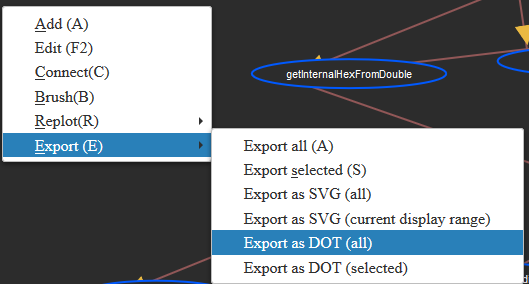 Add (A)
Edit (F2)
Connect(C)
Brush(B)
Replot(R)
Export (E)
getInternalHexFromDouble
Export all (A)
Export selected (S)
Export as SVG (all)
Export as SVG (current display range)
Export as DOT (all)
Export as DOT (selected)